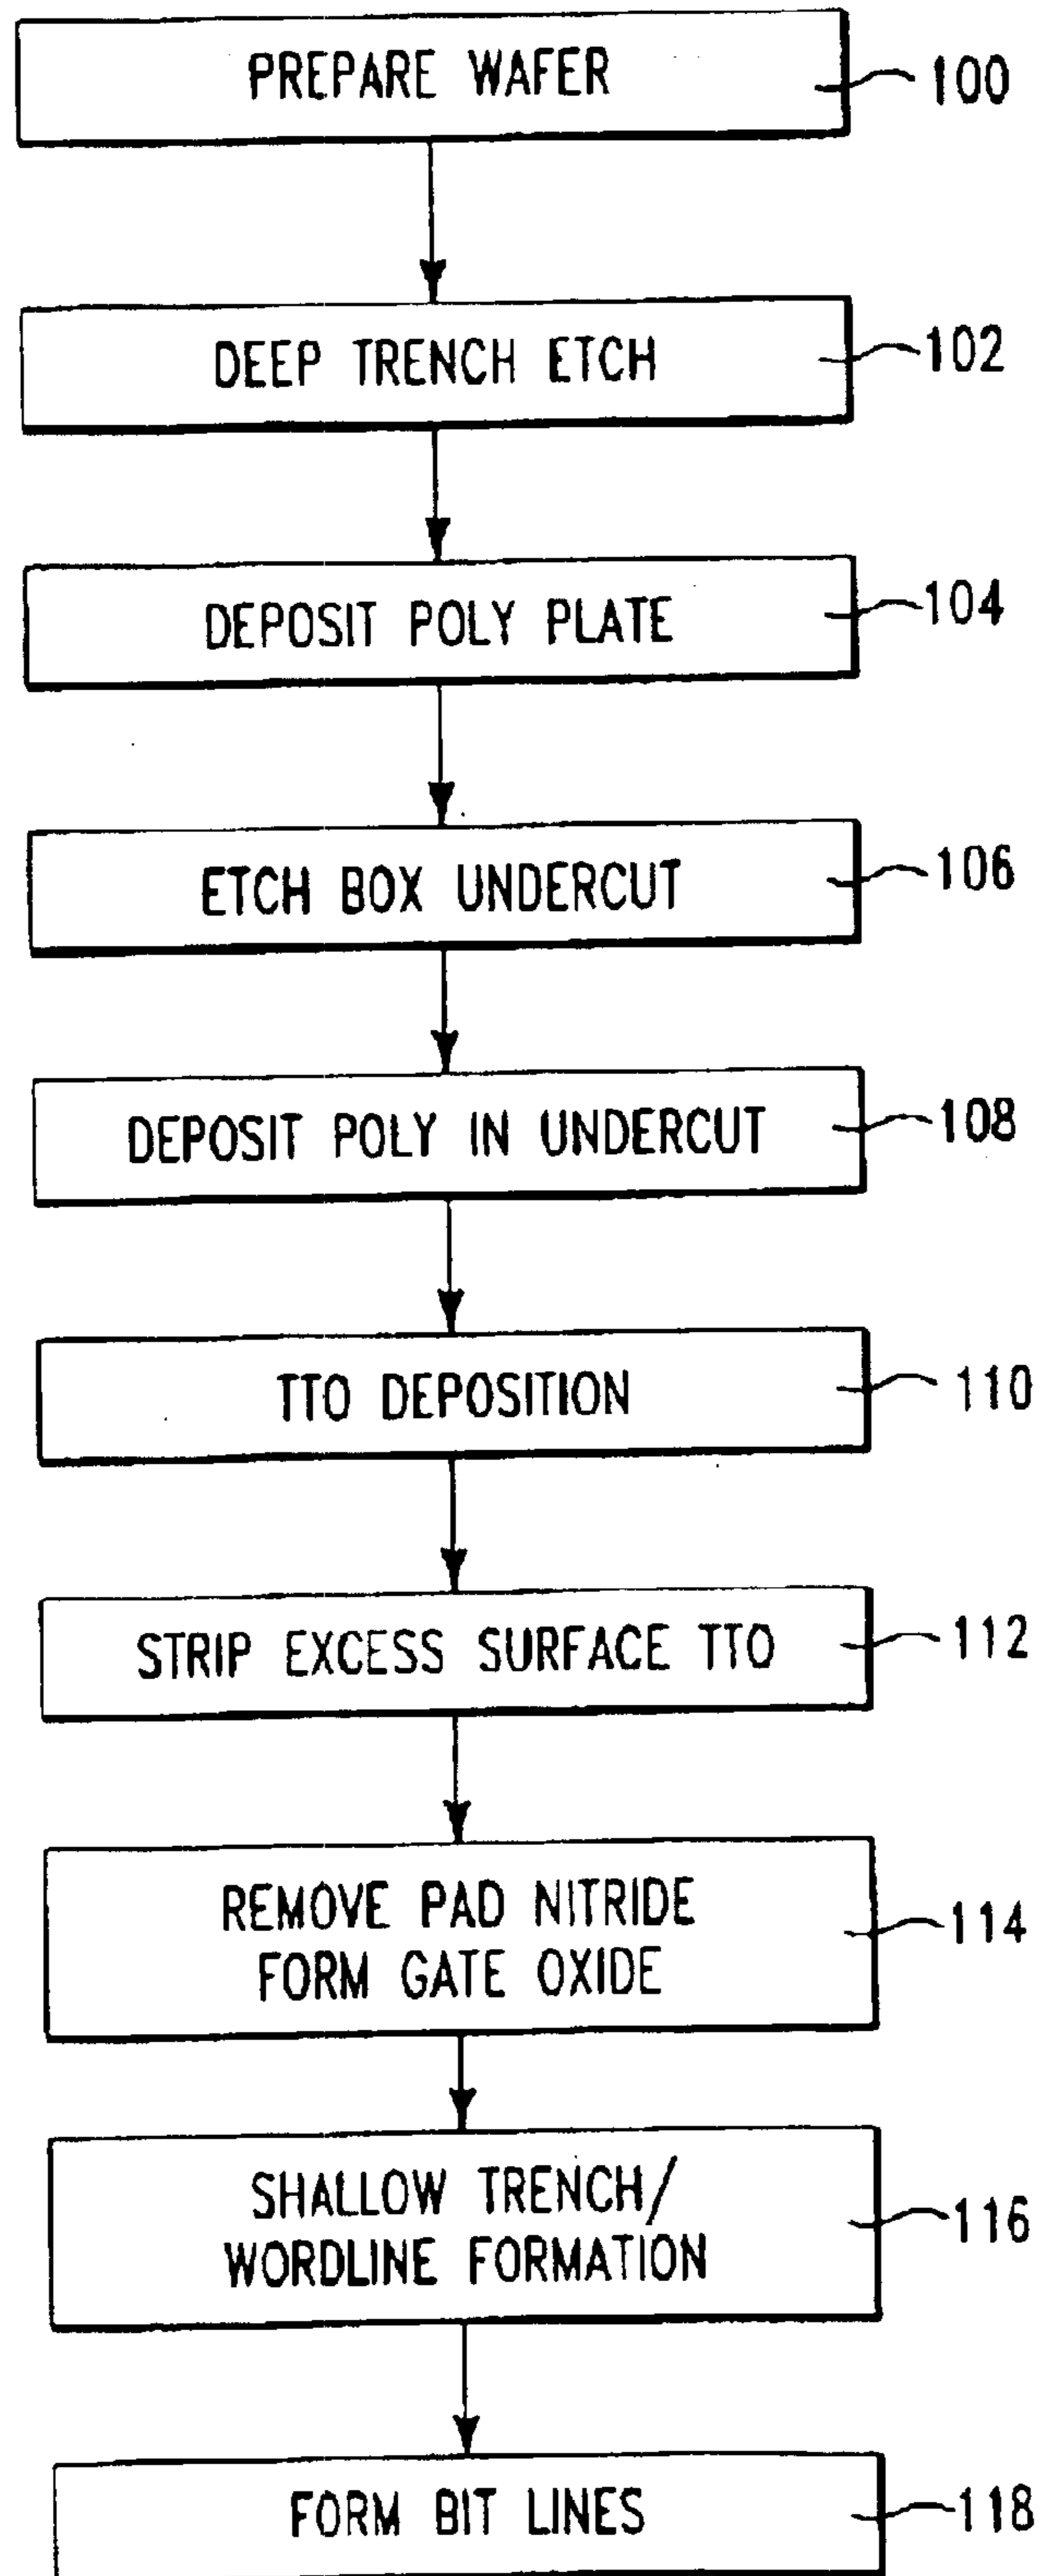 PREPARE WAFER 100
DEEP TRENCH ETCH 102
DEPOSIT POLY PLATE 104
ETCH BOX UNDERCUT 106
DEPOSIT POLY IN UNDERCUT 108
TTO DEPOSITION 110
STRIP EXCESS SURFACE TTO 112
REMOVE PAD NITRIDE
FORM GATE OXIDE 114
SHALLOW TRENCH/
WORDLINE FORMATION 116
FORM BIT LINES 118